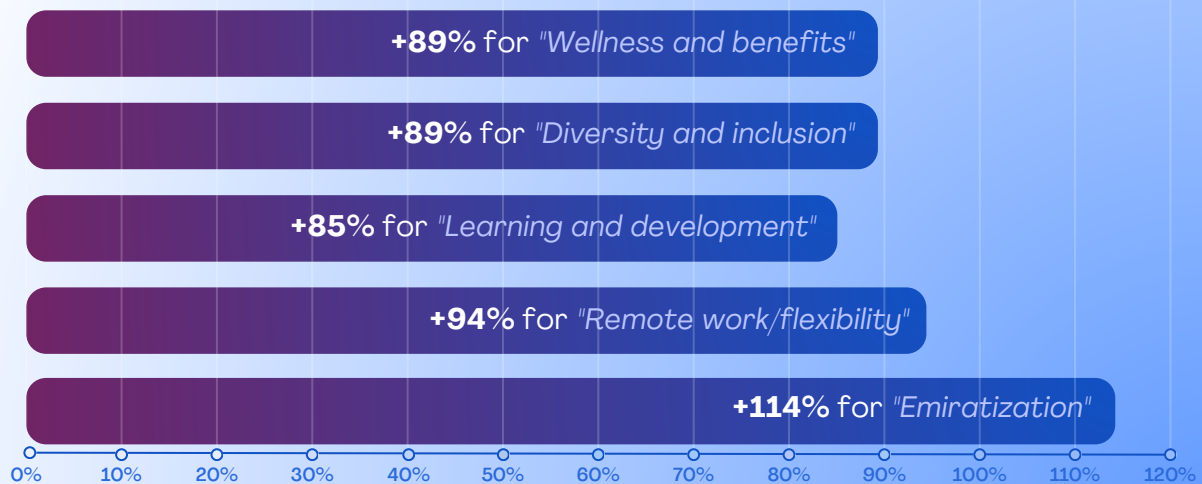 +89% for "Wellness and benefits"
+89% for "Diversity and inclusion"
+85% for "Learning and development"
+94% for "Remote work/flexibility"
+114% for "Emiratization"
0% 10% 20% 30% 40% 50% 60% 70% 80% 90% 100% 110% 120%